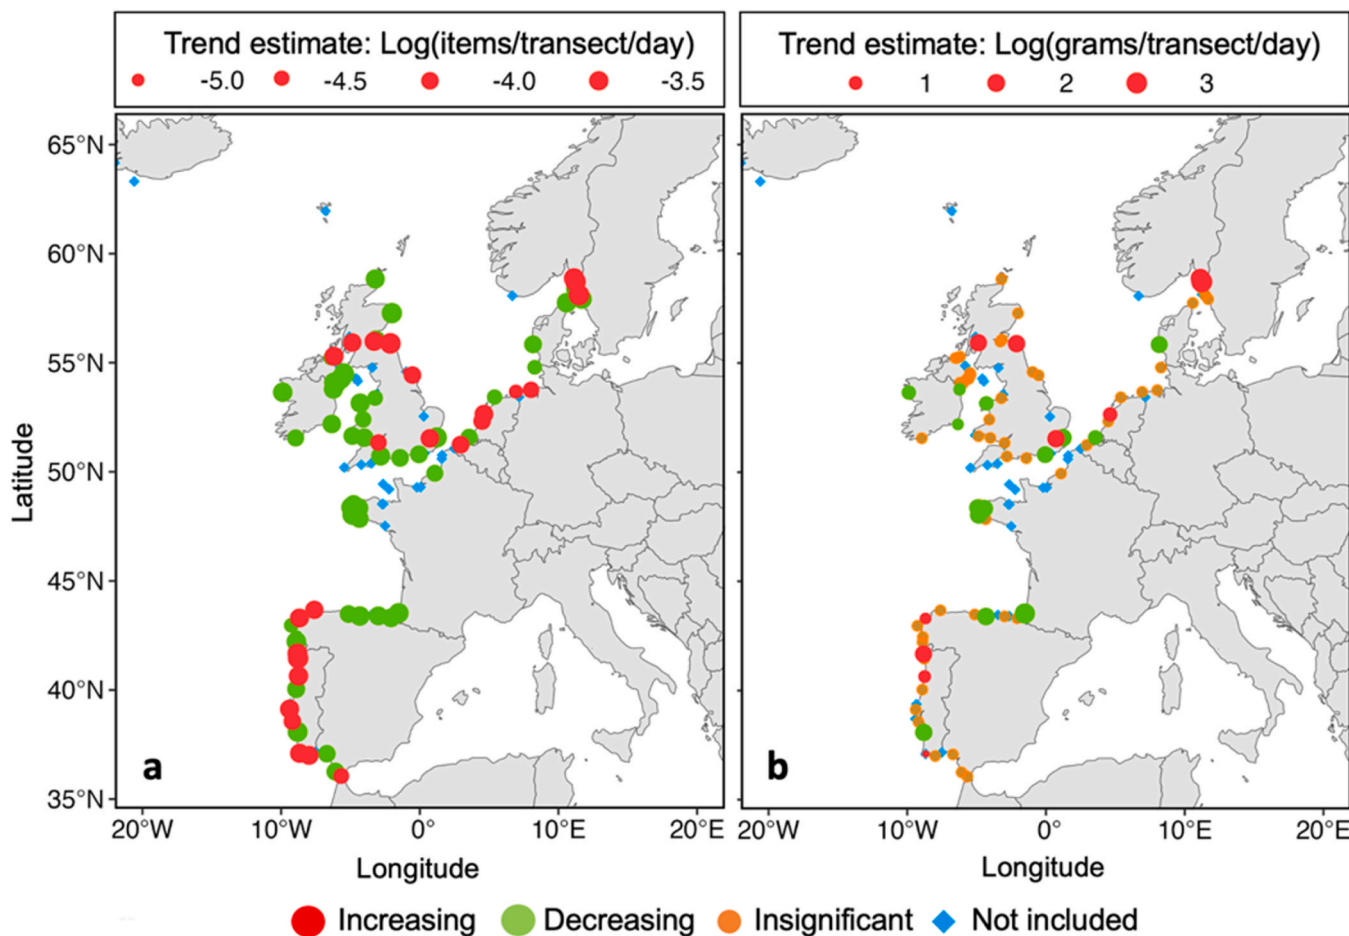 Trend estimate: Log(items/transect/day)
-5.0 -4.5 -4.0 -3.5
Trend estimate: Log(grams/transect/day)
1 2 3
65°N
60°N
55°N
50°N
45°N
40°N
35°N
Latitude
a
b
20°W 10°W 0° 10°E 20°E
20°W 10°W 0° 10°E 20°E
Longitude
Longitude
Increasing Decreasing Insignificant Not included